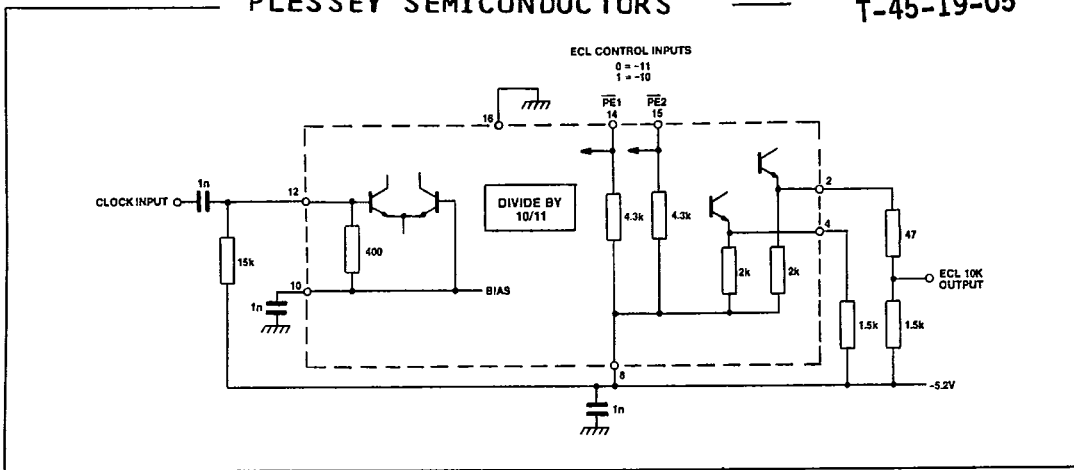 PLESSEY SEMICONDUCTORS
T-45-19-05
ECL CONTROL INPUTS
0 = -11
1 = -10
PE1
PE2
16
14
15
CLOCK INPUT
1n
12
15k
400
DIVIDE BY
10/11
4.3k
4.3k
2
4
47
2k
2k
ECL 10K
OUTPUT
10
BIAS
1n
1.5k
1.5k
8
-5.2V
1n